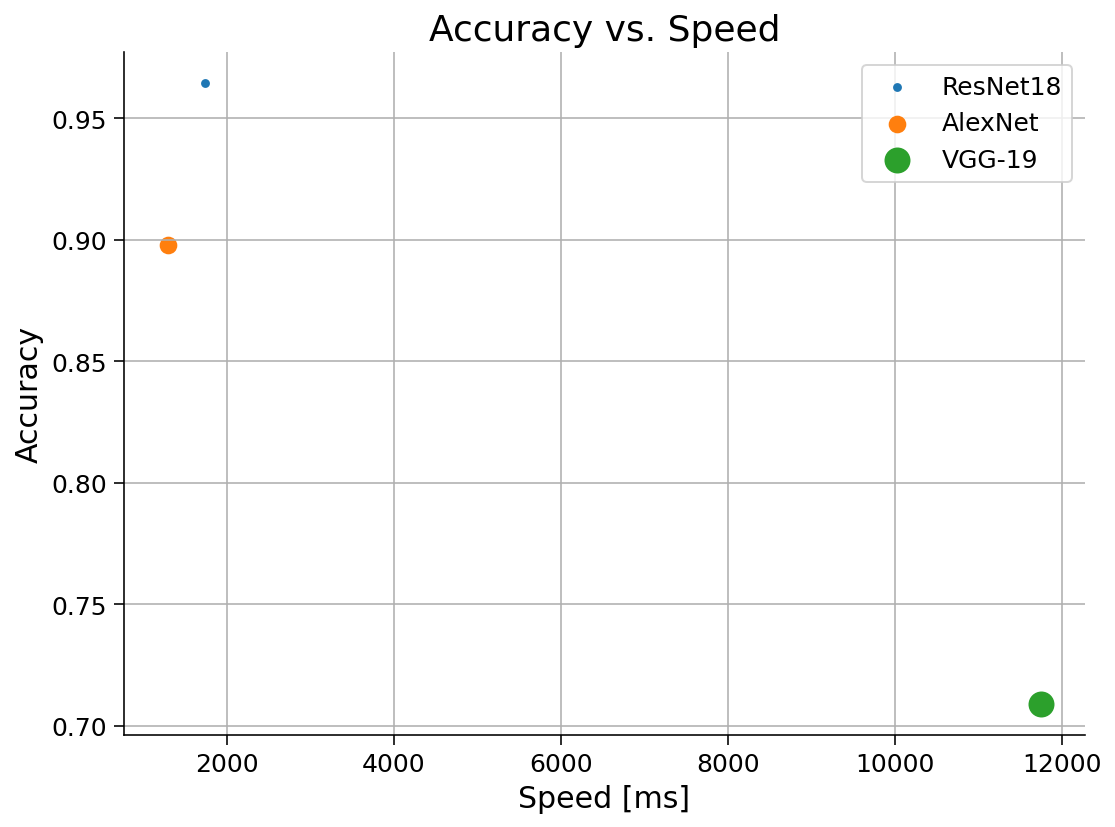 Accuracy vs. Speed
ResNet18
AlexNet
VGG-19
Accuracy
0.95
0.90
0.85
0.80
0.75
0.70
2000 4000 6000 8000 10000 12000
Speed [ms]